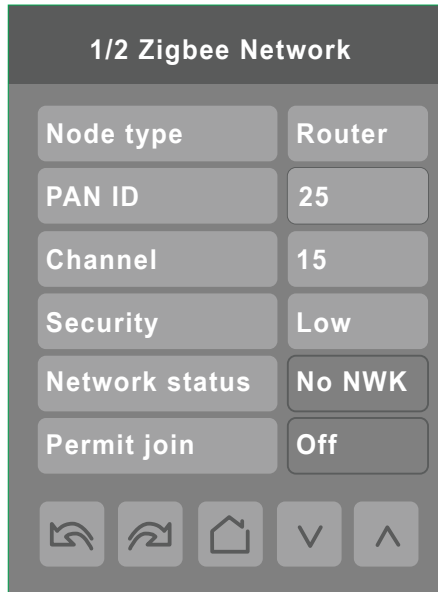 1/2 Zigbee Network
Node type Router
PAN ID 25
Channel 15
Security Low
Network status No NWK
Permit join Off